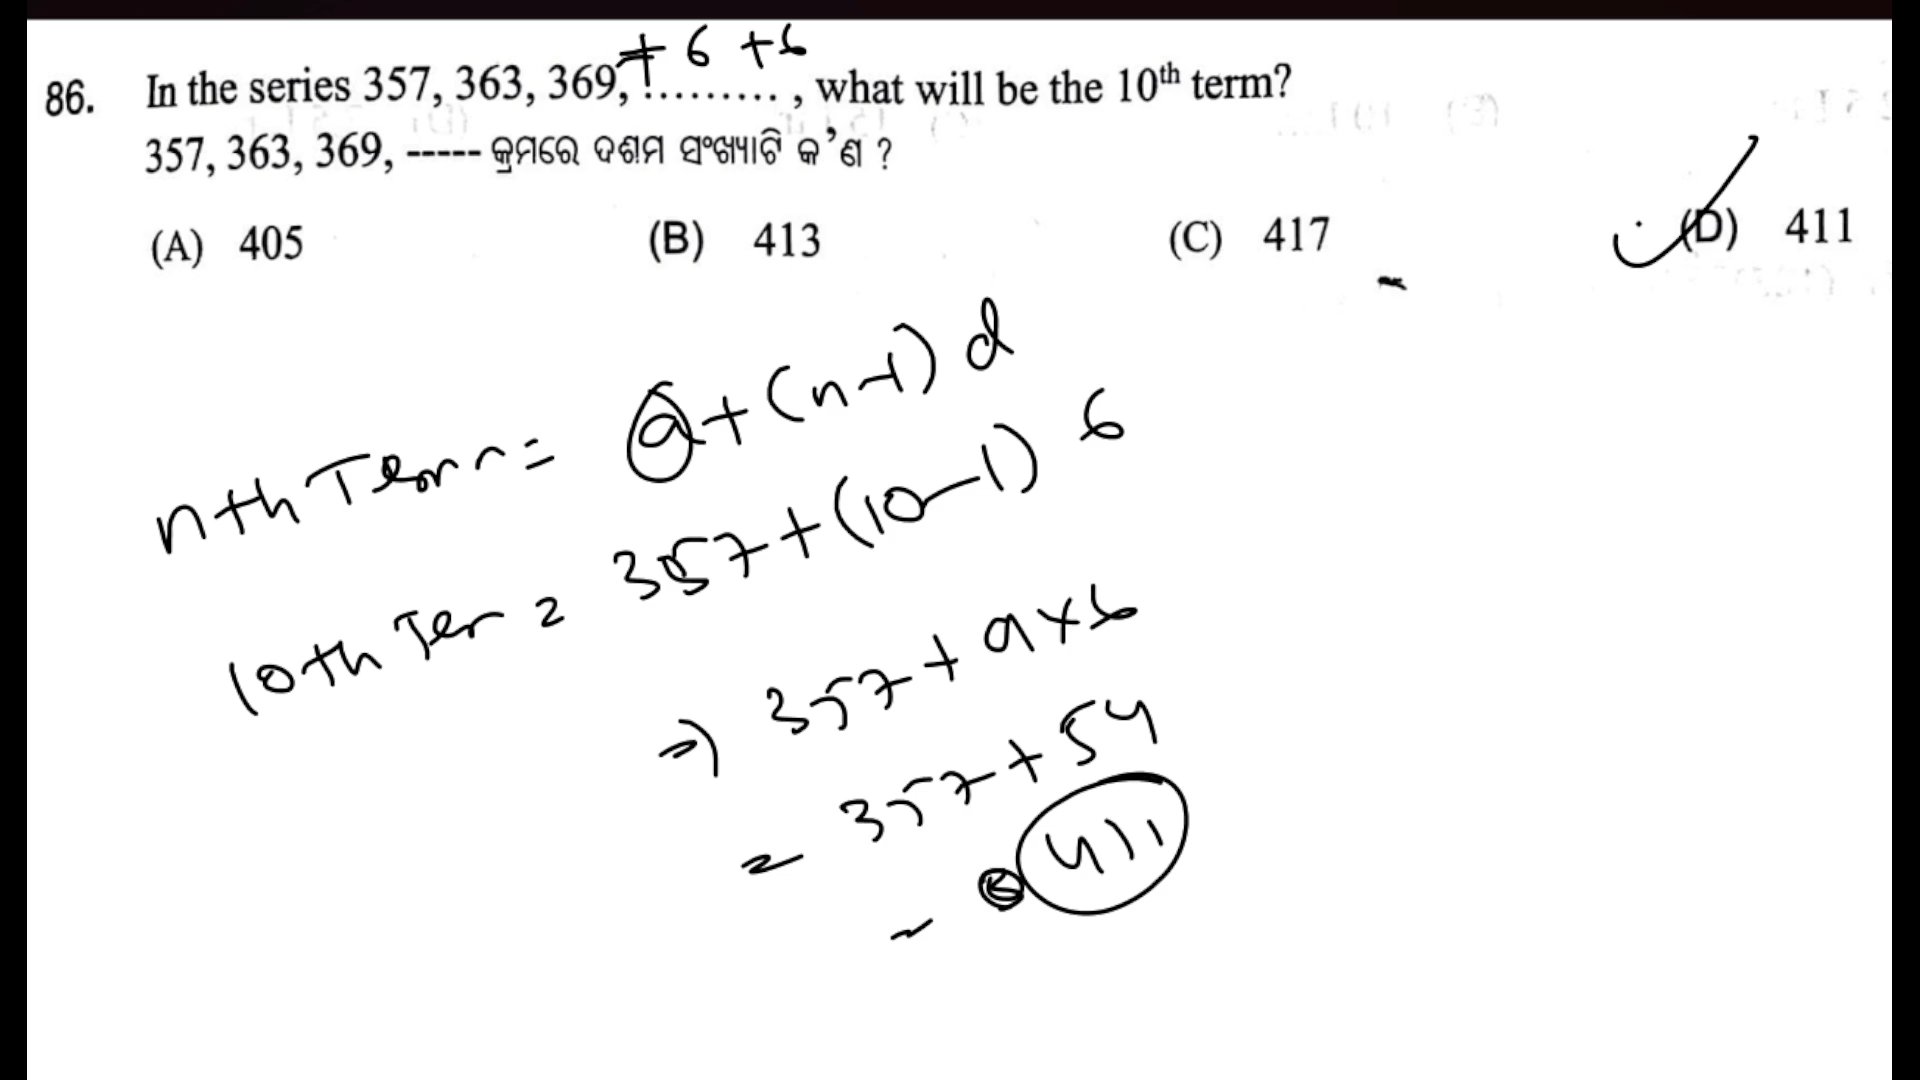 + 6 +6
86. In the series 357, 363, 369, ........., what will be the 10th term?
357, 363, 369, ----- କ୍ରମରେ ଦଶମ ସଂଖ୍ୟାଟି କ'ଣ ?
(A) 405 (B) 413 (C) 417 (D) 411
nth Term = a + (n-1) d
10th Ter = 357 + (10-1) 6
⇒ 357 + 9×6
= 357 + 54
= 411